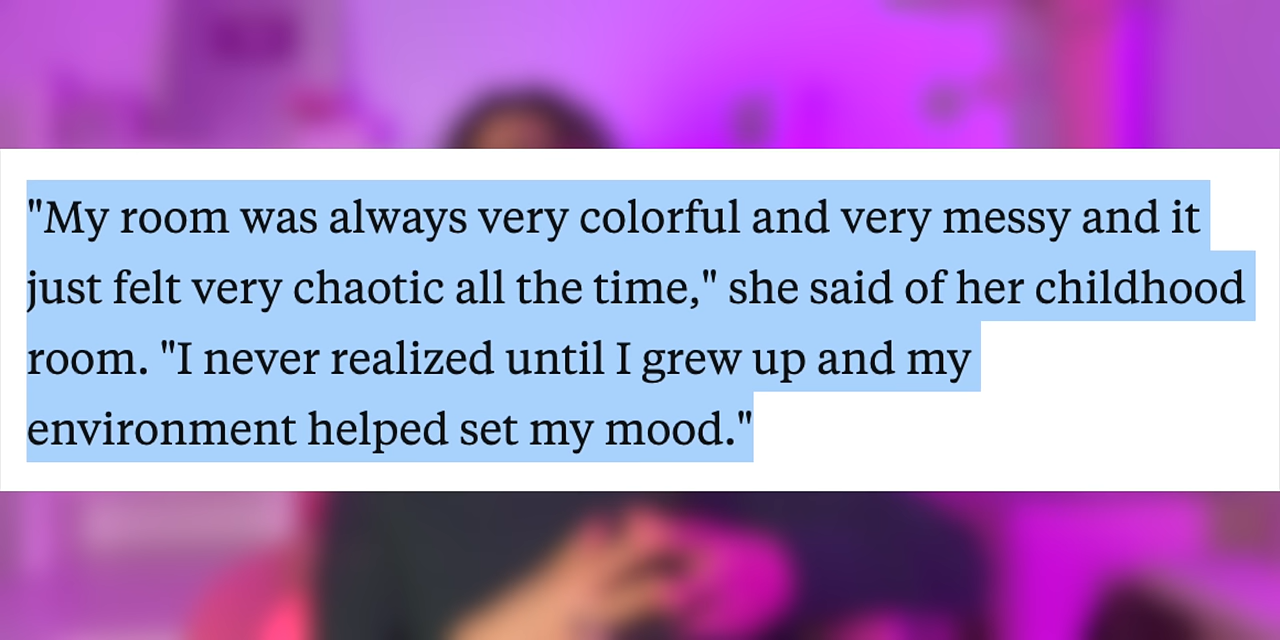 "My room was always very colorful and very messy and it
just felt very chaotic all the time," she said of her childhood
room. "I never realized until I grew up and my
environment helped set my mood."